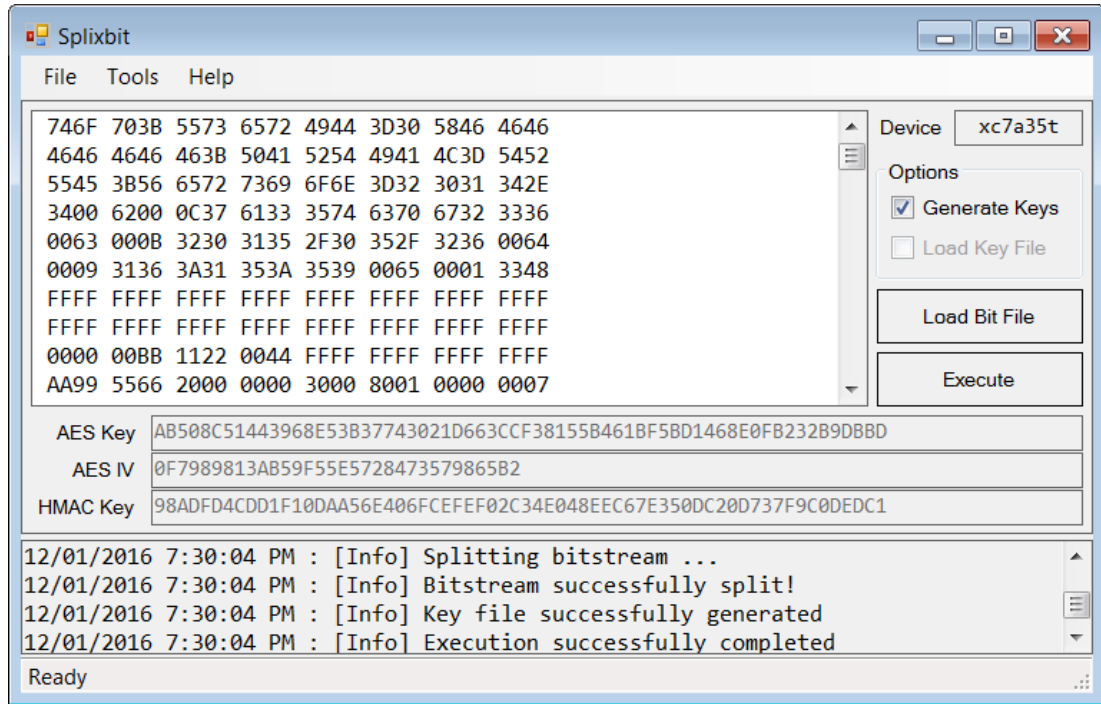 Splixbit
File Tools Help
746F 703B 5573 6572 4944 3D30 5846 4646
4646 4646 463B 5041 5254 4941 4C3D 5452
5545 3B56 6572 7369 6F6E 3D32 3031 342E
3400 6200 0C37 6133 3574 6370 6732 3336
0063 000B 3230 3135 2F30 352F 3236 0064
0009 3136 3A31 353A 3539 0065 0001 3348
FFFF FFFF FFFF FFFF FFFF FFFF FFFF FFFF
FFFF FFFF FFFF FFFF FFFF FFFF FFFF FFFF
0000 00BB 1122 0044 FFFF FFFF FFFF FFFF
AA99 5566 2000 0000 3000 8001 0000 0007
Device xc7a35t
Options
Generate Keys
Load Key File
Load Bit File
Execute
AES Key AB508C51443968E53B37743021D663CCF38155B461BF5BD1468E0FB232B9DBBD
AES IV 0F7989813AB59F55E5728473579865B2
HMAC Key 98ADFD4CDD1F10DAA56E406FCEFEF02C34E048EEC67E350DC20D737F9C0DEDC1
12/01/2016 7:30:04 PM : [Info] Splitting bitstream ...
12/01/2016 7:30:04 PM : [Info] Bitstream successfully split!
12/01/2016 7:30:04 PM : [Info] Key file successfully generated
12/01/2016 7:30:04 PM : [Info] Execution successfully completed
Ready